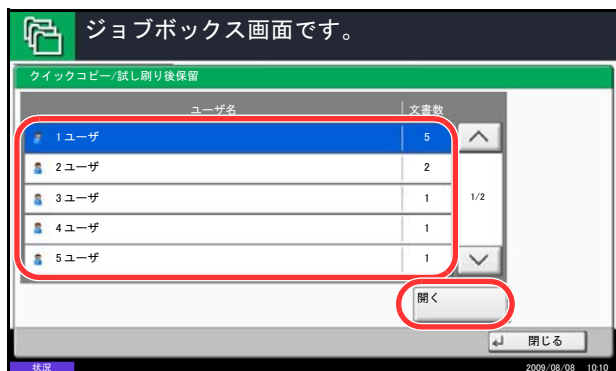 ジョブボックス画面です。
クイックコピー/試し刷り後保留
ユーザ名 文書数
1 ユーザ 5
2 ユーザ 2
3 ユーザ 1 1/2
4 ユーザ 1
5 ユーザ 1
開く
閉じる
状況 2009/08/08 10:10